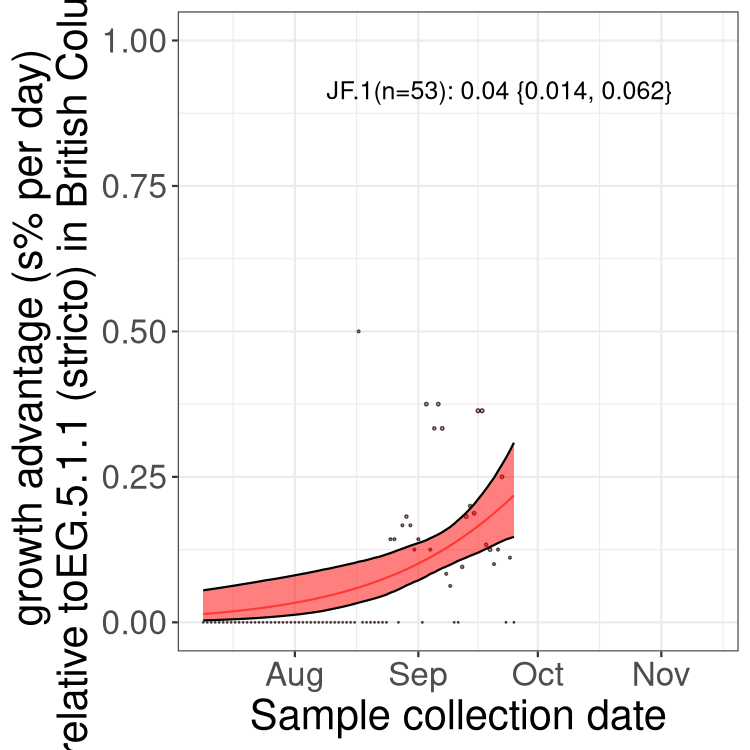 growth advantage (s% per day)
relative toEG.5.1.1 (stricto) in British Colu
1.00
0.75
0.50
0.25
0.00
JF.1(n=53): 0.04 {0.014, 0.062}
Aug Sep Oct Nov
Sample collection date